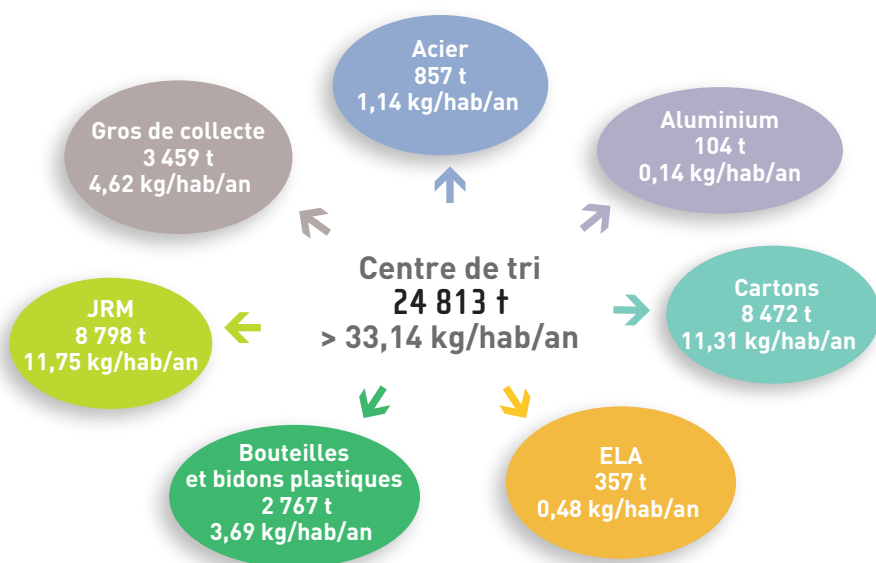 Acier
857 t
1,14 kg/hab/an
Gros de collecte
3 459 t
4,62 kg/hab/an
Aluminium
104 t
0,14 kg/hab/an
Centre de tri
24 813 t
> 33,14 kg/hab/an
JRM
8 798 t
11,75 kg/hab/an
Cartons
8 472 t
11,31 kg/hab/an
Bouteilles
et bidons plastiques
2 767 t
3,69 kg/hab/an
ELA
357 t
0,48 kg/hab/an